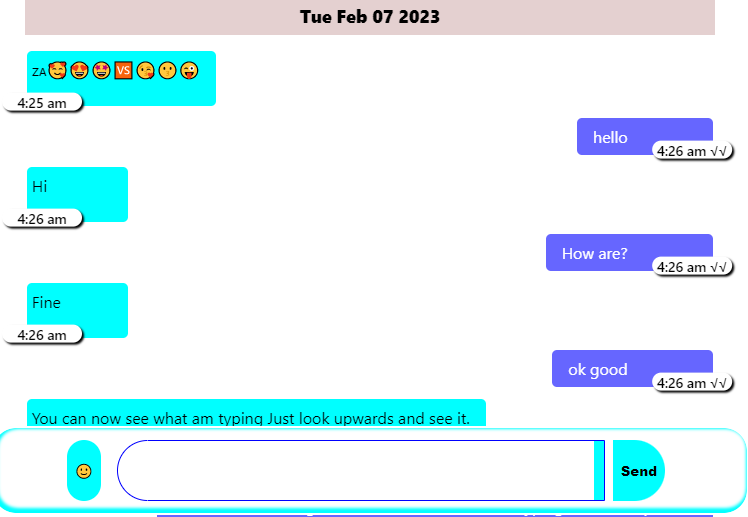 Tue Feb 07 2023
ZA🥰😍🤩🆚😘😗😜
4:25 am
hello
4:26 am √√
Hi
4:26 am
How are?
4:26 am √√
Fine
4:26 am
ok good
4:26 am √√
You can now see what am typing Just look upwards and see it.
🙂
Send